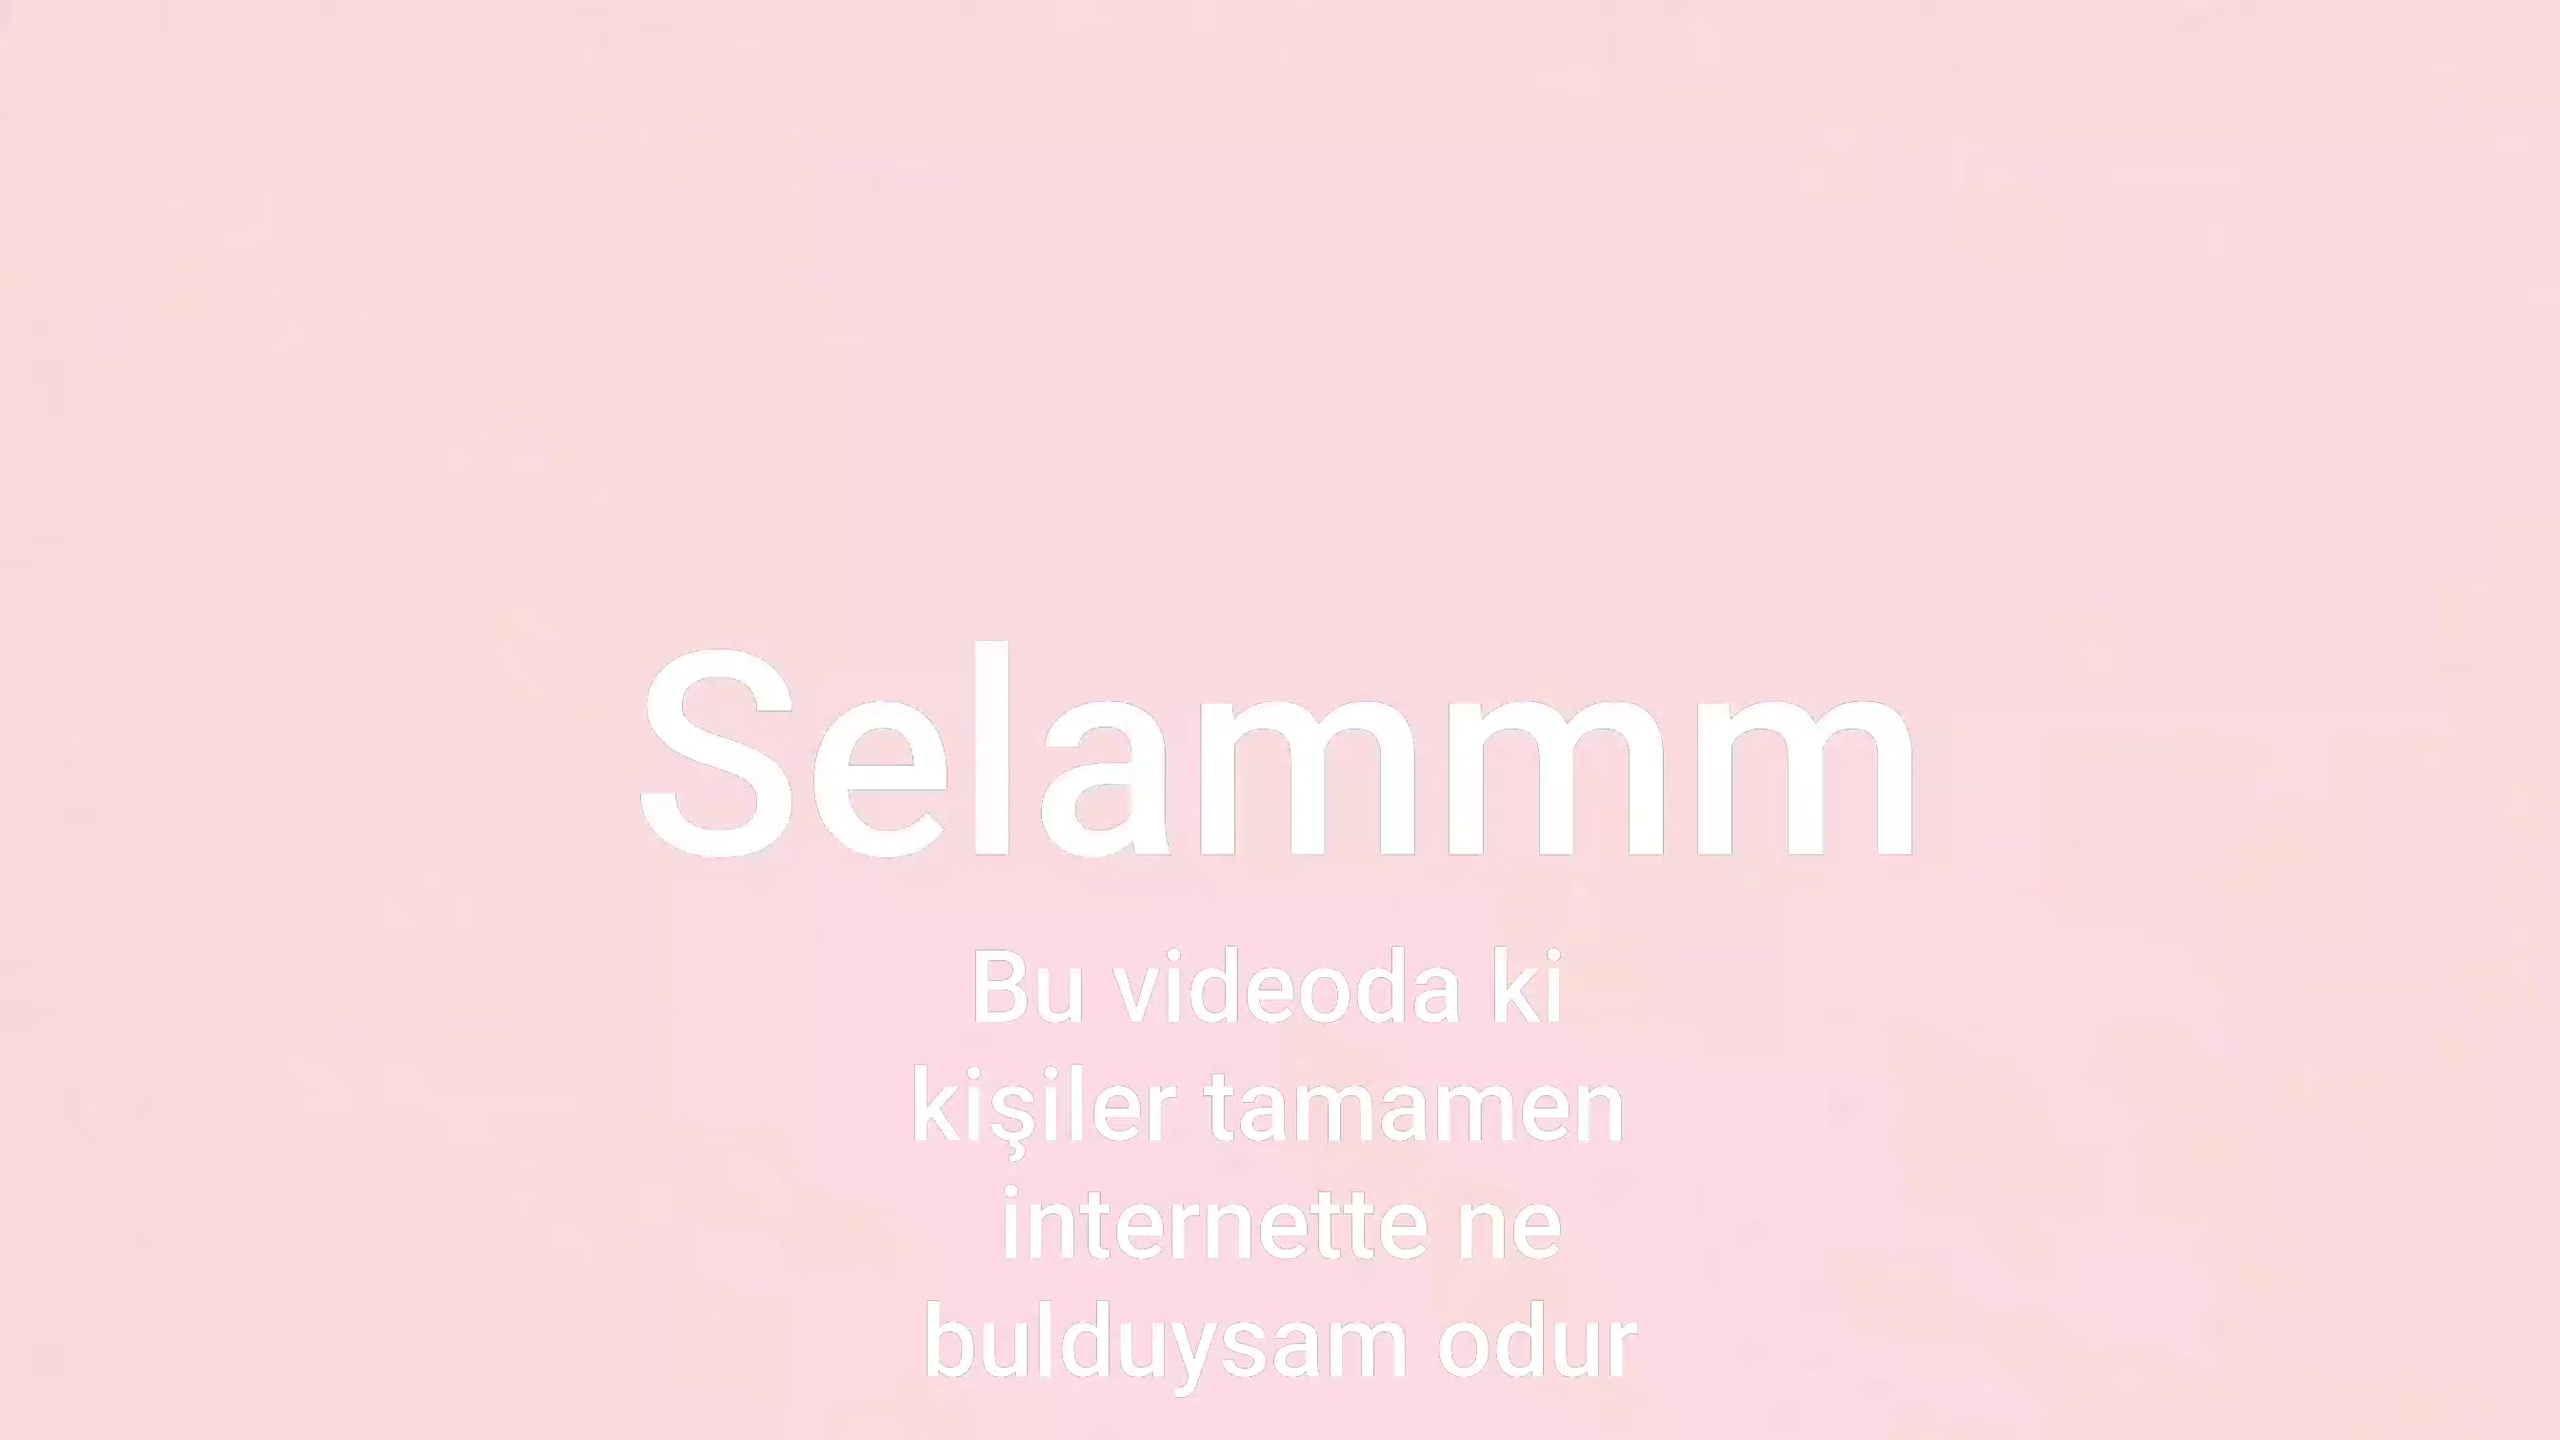 Selammm
Bu videoda ki
kişiler tamamen
internette ne
bulduysam odur